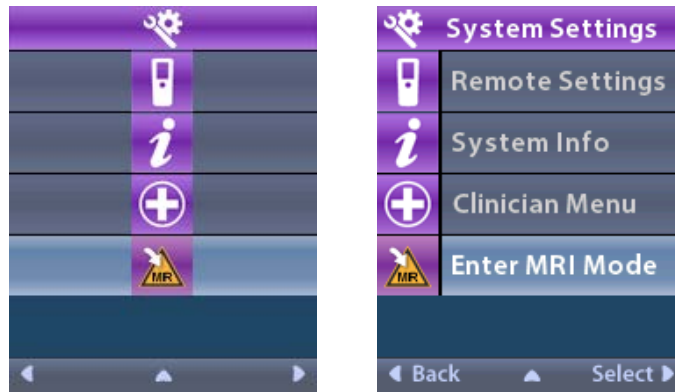 MR
System Settings
Remote Settings
i
System Info
Clinician Menu
MR
Enter MRI Mode
Back
Select